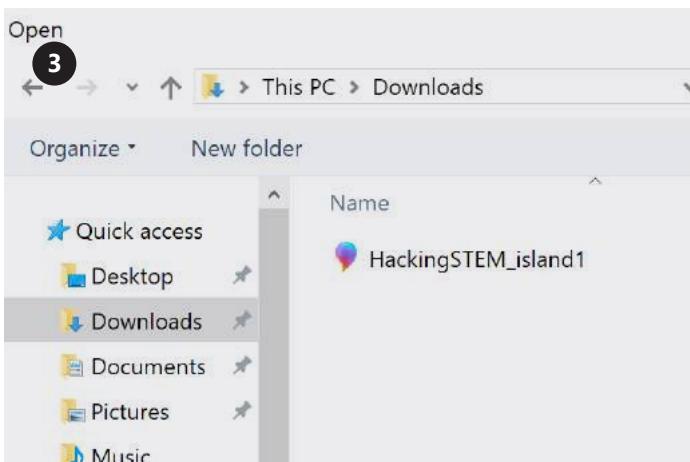 Open
3
This PC > Downloads
Organize New folder
Name
Quick access
HackingSTEM_island1
Desktop
Downloads
Documents
Pictures
Music